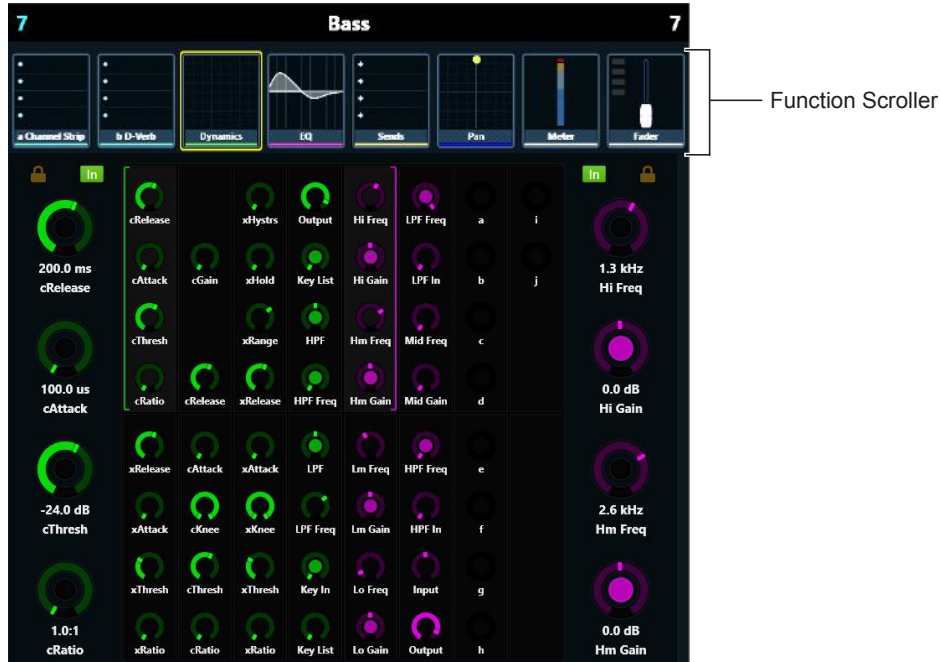 7 Bass 7
a Channel Strip b D-Verb Dynamics EQ Sends Pan Meter Fader
Function Scroller
In In
cRelease xHystrs Output Hi Freq LPF Freq a i
200.0 ms
cRelease
1.3 kHz
Hi Freq
cAttack cGain xHold Key List Hi Gain LPF In b j
cThresh xRange HPF Hm Freq Mid Freq c
100.0 us
cAttack
0.0 dB
Hi Gain
cRatio cRelease xRelease HPF Freq Hm Gain Mid Gain d
xRelease cAttack xAttack LPF Lm Freq HPF Freq e
-24.0 dB
cThresh
2.6 kHz
Hm Freq
xAttack cKnee xKnee LPF Freq Lm Gain HPF In f
xThresh cThresh xThresh Key In Lo Freq Input g
1.0:1
cRatio
0.0 dB
Hm Gain
xRatio cRatio xRatio Key List Lo Gain Output h